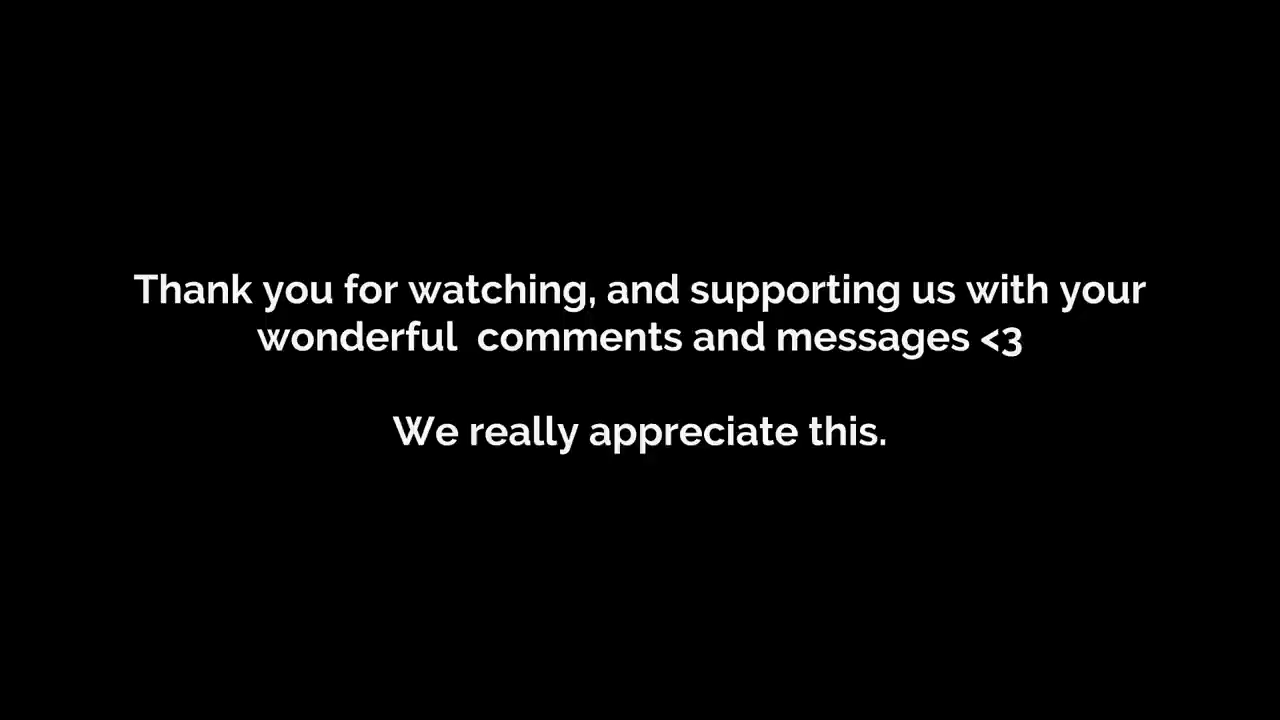 Thank you for watching, and supporting us with your
wonderful  comments and messages <3
We really appreciate this.